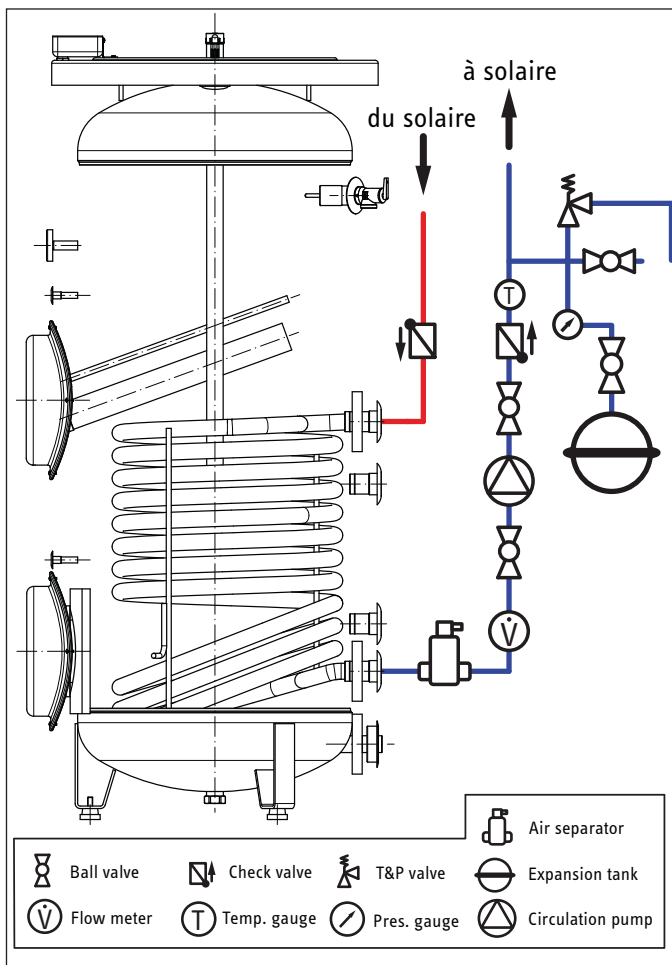 à solaire
du solaire
T
V̇
Air separator
Ball valve
Check valve
T&P valve
Expansion tank
V̇ Flow meter
T Temp. gauge
Pres. gauge
Circulation pump